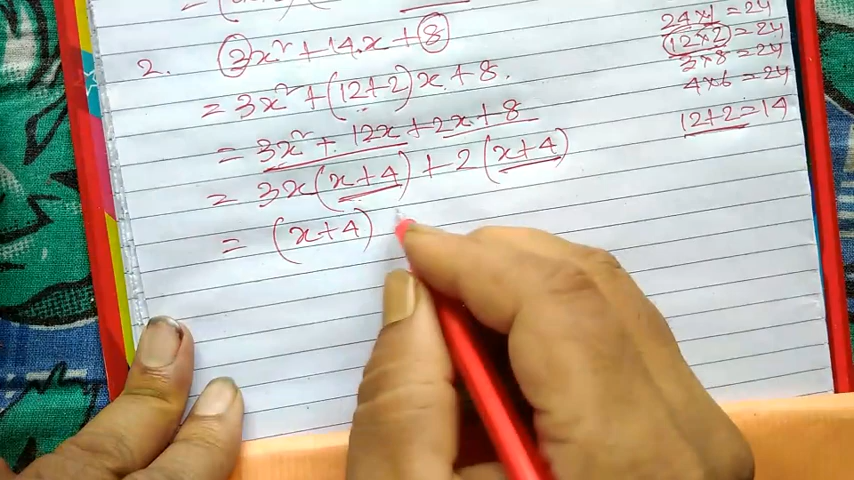 2. 3x² + 14x + 8
= 3x² + (12+2)x + 8.
= 3x² + 12x + 2x + 8
= 3x(x+4) + 2(x+4)
= (x+4)
24×1 = 24
(12×2) = 24
3×8 = 24
4×6 = 24
12+2 = 14